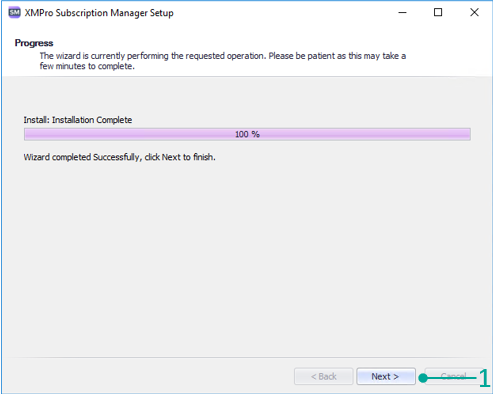 SM XMPro Subscription Manager Setup
Progress
The wizard is currently performing the requested operation. Please be patient as this may take a
few minutes to complete.
Install: Installation Complete
100 %
Wizard completed Successfully, click Next to finish.
< Back Next > Cancel 1